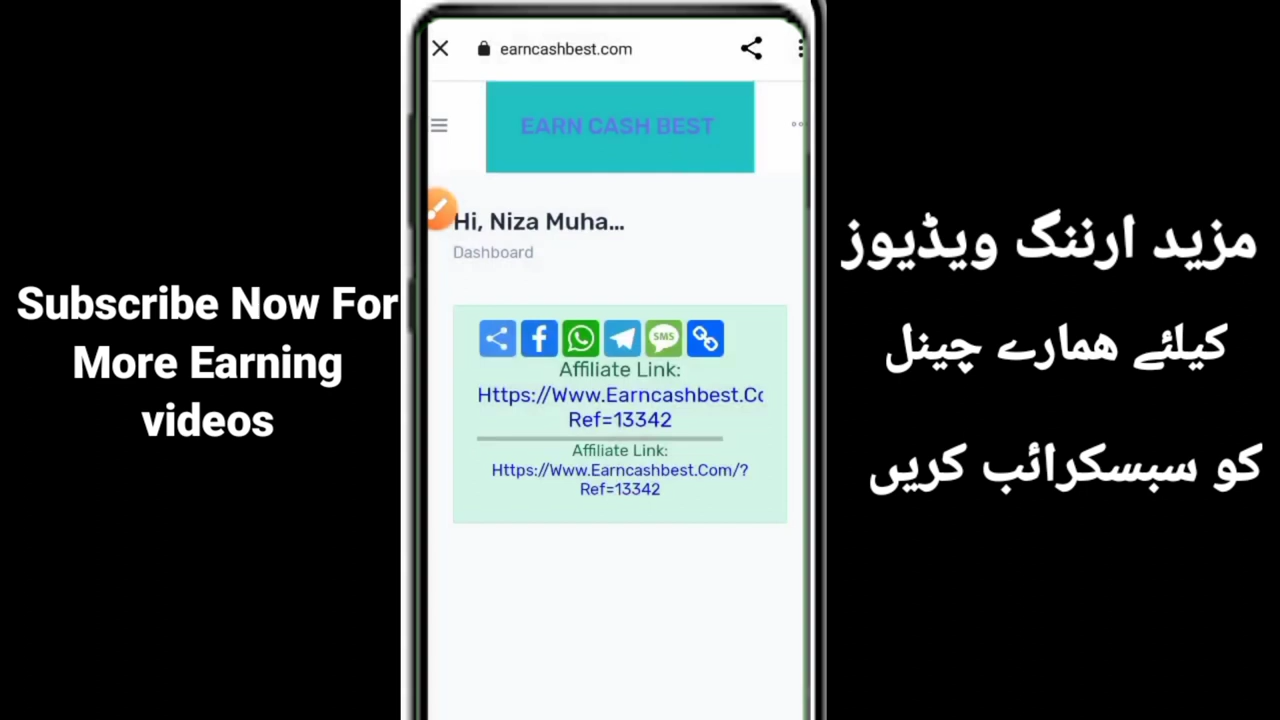 Subscribe Now For
More Earning
videos
earncashbest.com
EARN CASH BEST
Hi, Niza Muha...
Dashboard
SMS
Affiliate Link:
Https://Www.Earncashbest.Co
Ref=13342
Affiliate Link:
Https://Www.Earncashbest.Com/?
Ref=13342
مزید ارننگ ویڈیوز
کیلئے ھمارے چینل
کو سبسکرائب کریں